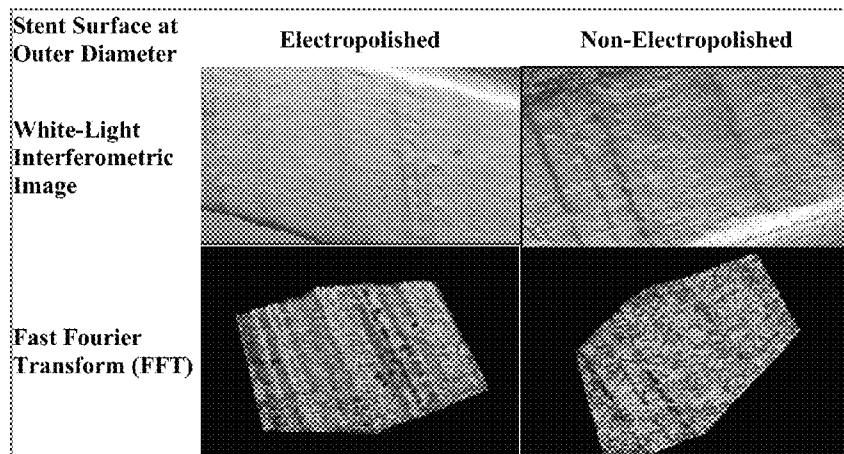 Stent Surface at
Outer Diameter
Electropolished
Non-Electropolished
White-Light
Interferometric
Image
Fast Fourier
Transform (FFT)